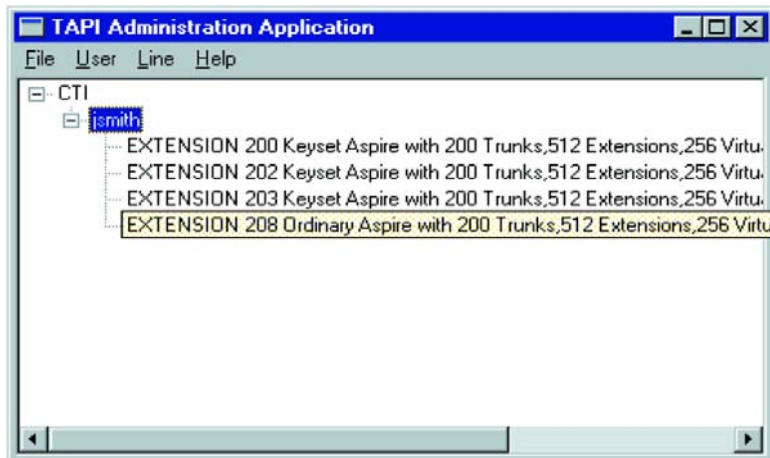 TAPI Administration Application
File User Line Help
CTI
jsmith
EXTENSION 200 Keyset Aspire with 200 Trunks,512 Extensions,256 Virtu
EXTENSION 202 Keyset Aspire with 200 Trunks,512 Extensions,256 Virtu
EXTENSION 203 Keyset Aspire with 200 Trunks,512 Extensions,256 Virtu
EXTENSION 208 Ordinary Aspire with 200 Trunks,512 Extensions,256 Virtu